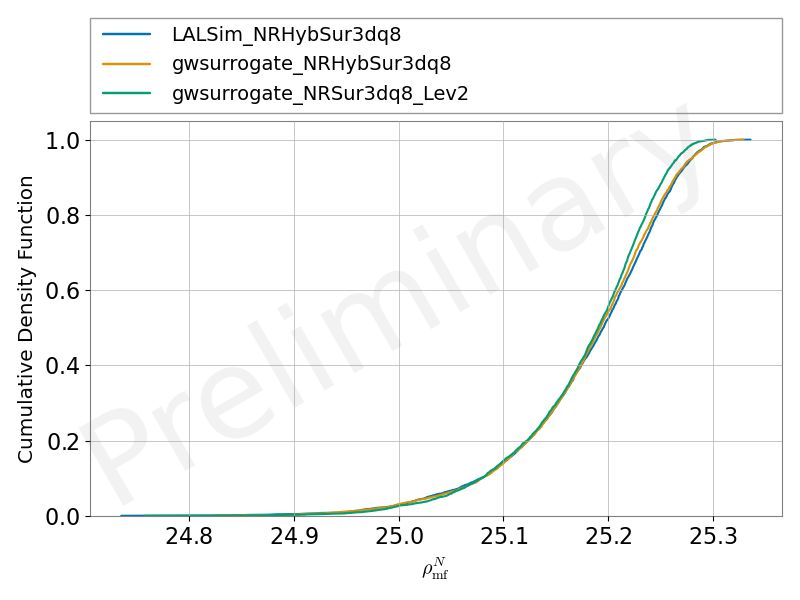 LALSim_NRHybSur3dq8
gwsurrogate_NRHybSur3dq8
gwsurrogate_NRSur3dq8_Lev2
Preliminary
Cumulative Density Function
1.0
0.8
0.6
0.4
0.2
0.0
24.8 24.9 25.0 25.1 25.2 25.3
ρ^N_mf